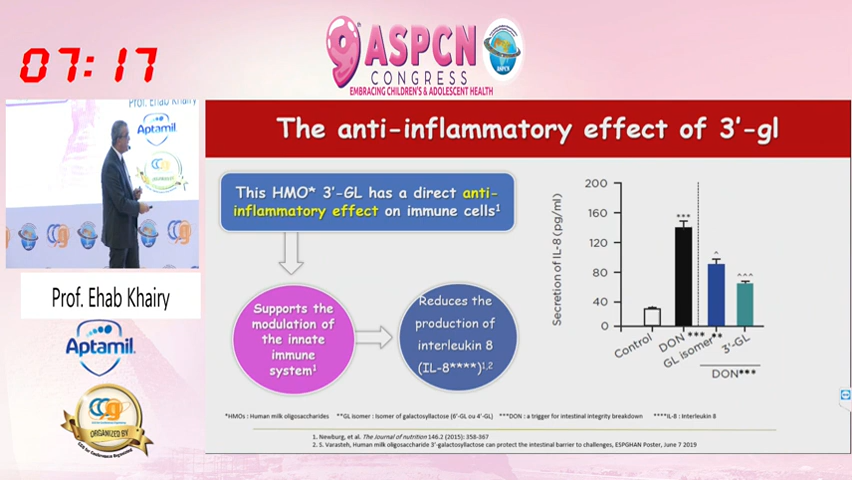 07:17
9 ASPCN
CONGRESS
EMBRACING CHILDREN'S & ADOLESCENT HEALTH
Prof. Ehab Khairy
Aptamil
Prof. Ehab Khairy
Aptamil
ORGANIZED BY
The anti-inflammatory effect of 3'-gl
This HMO* 3'-GL has a direct anti-
inflammatory effect on immune cells¹
Supports the
modulation of
the innate
immune
system¹
Reduces the
production of
interleukin 8
(IL-8****)¹,²
Secretion of IL-8 (pg/ml)
200
160
120
80
40
0
***
^
^^^
Control
DON ***
GL isomer**
3'-GL
DON***
*HMOs : Human milk oligosaccharides **GL isomer : Isomer of galactosyllactose (6'-GL ou 4'-GL) ***DON : a trigger for intestinal integrity breakdown ****IL-8 : Interleukin 8
1. Newburg, et al. The Journal of nutrition 146.2 (2015): 358-367
2. S. Varasteh, Human milk oligosaccharide 3'-galactosyllactose can protect the intestinal barrier to challenges, ESPGHAN Poster, June 7 2019